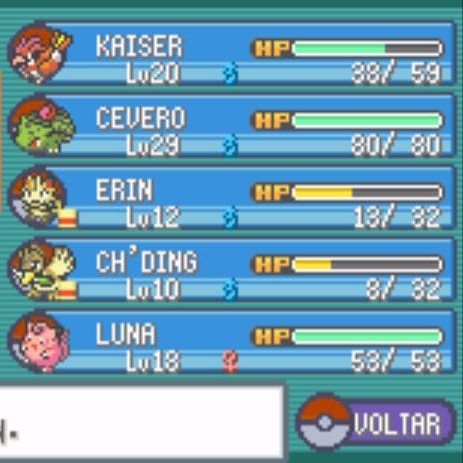 KAISER HP
Lv20 ♂ 38/ 59
CEVERO HP
Lv29 ♂ 80/ 80
ERIN HP
Lv12 ♂ 13/ 32
CH'DING HP
Lv10 ♂ 8/ 32
LUNA HP
Lv18 ♀ 53/ 53
VOLTAR